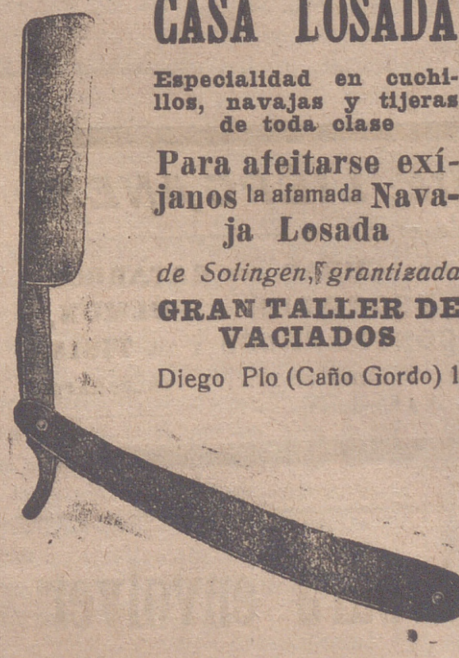 CASA LOSADA
Especialidad en cuchi-
llos, navajas y tijeras
de toda clase
Para afeitarse exí-
janos la afamada Nava-
ja Losada
de Solingen, grantizada
GRAN TALLER DE
VACIADOS
Diego Plo (Caño Gordo) 1